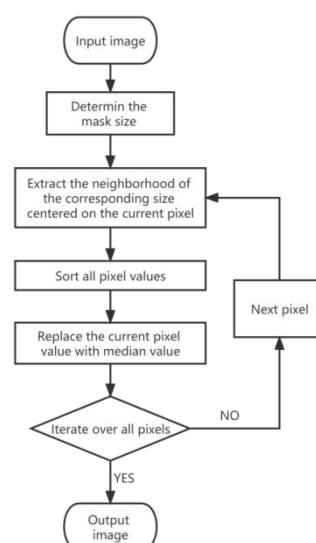 Input image
Determin the
mask size
Extract the neighborhood of
the corresponding size
centered on the current pixel
Sort all pixel values
Next pixel
Replace the current pixel
value with median value
Iterate over all pixels
NO
YES
Output
image